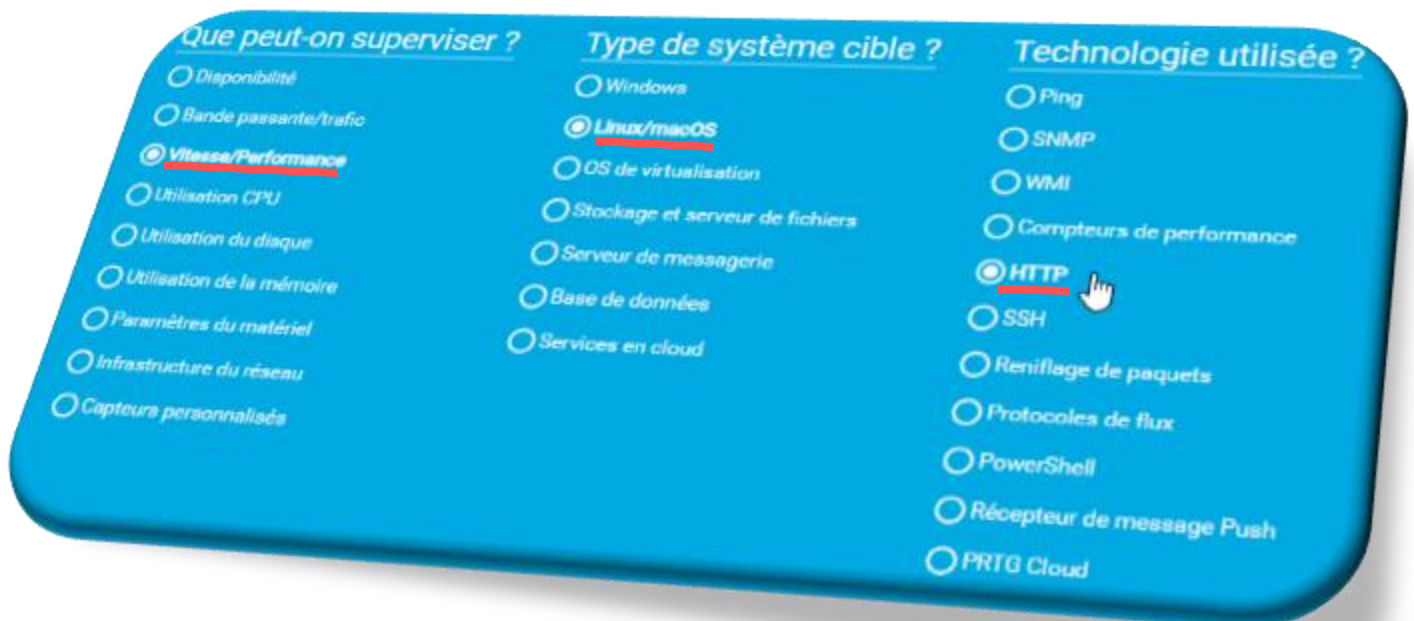 Que peut-on superviser ?
Disponibilité
Bande passante/trafic
Vitesse/Performance
Utilisation CPU
Utilisation du disque
Utilisation de la mémoire
Paramètres du matériel
Infrastructure du réseau
Capteurs personnalisés
Type de système cible ?
Windows
Linux/macOS
OS de virtualisation
Stockage et serveur de fichiers
Serveur de messagerie
Base de données
Services en cloud
Technologie utilisée ?
Ping
SNMP
WMI
Compteurs de performance
HTTP
SSH
Reniflage de paquets
Protocoles de flux
PowerShell
Récepteur de message Push
PRTG Cloud